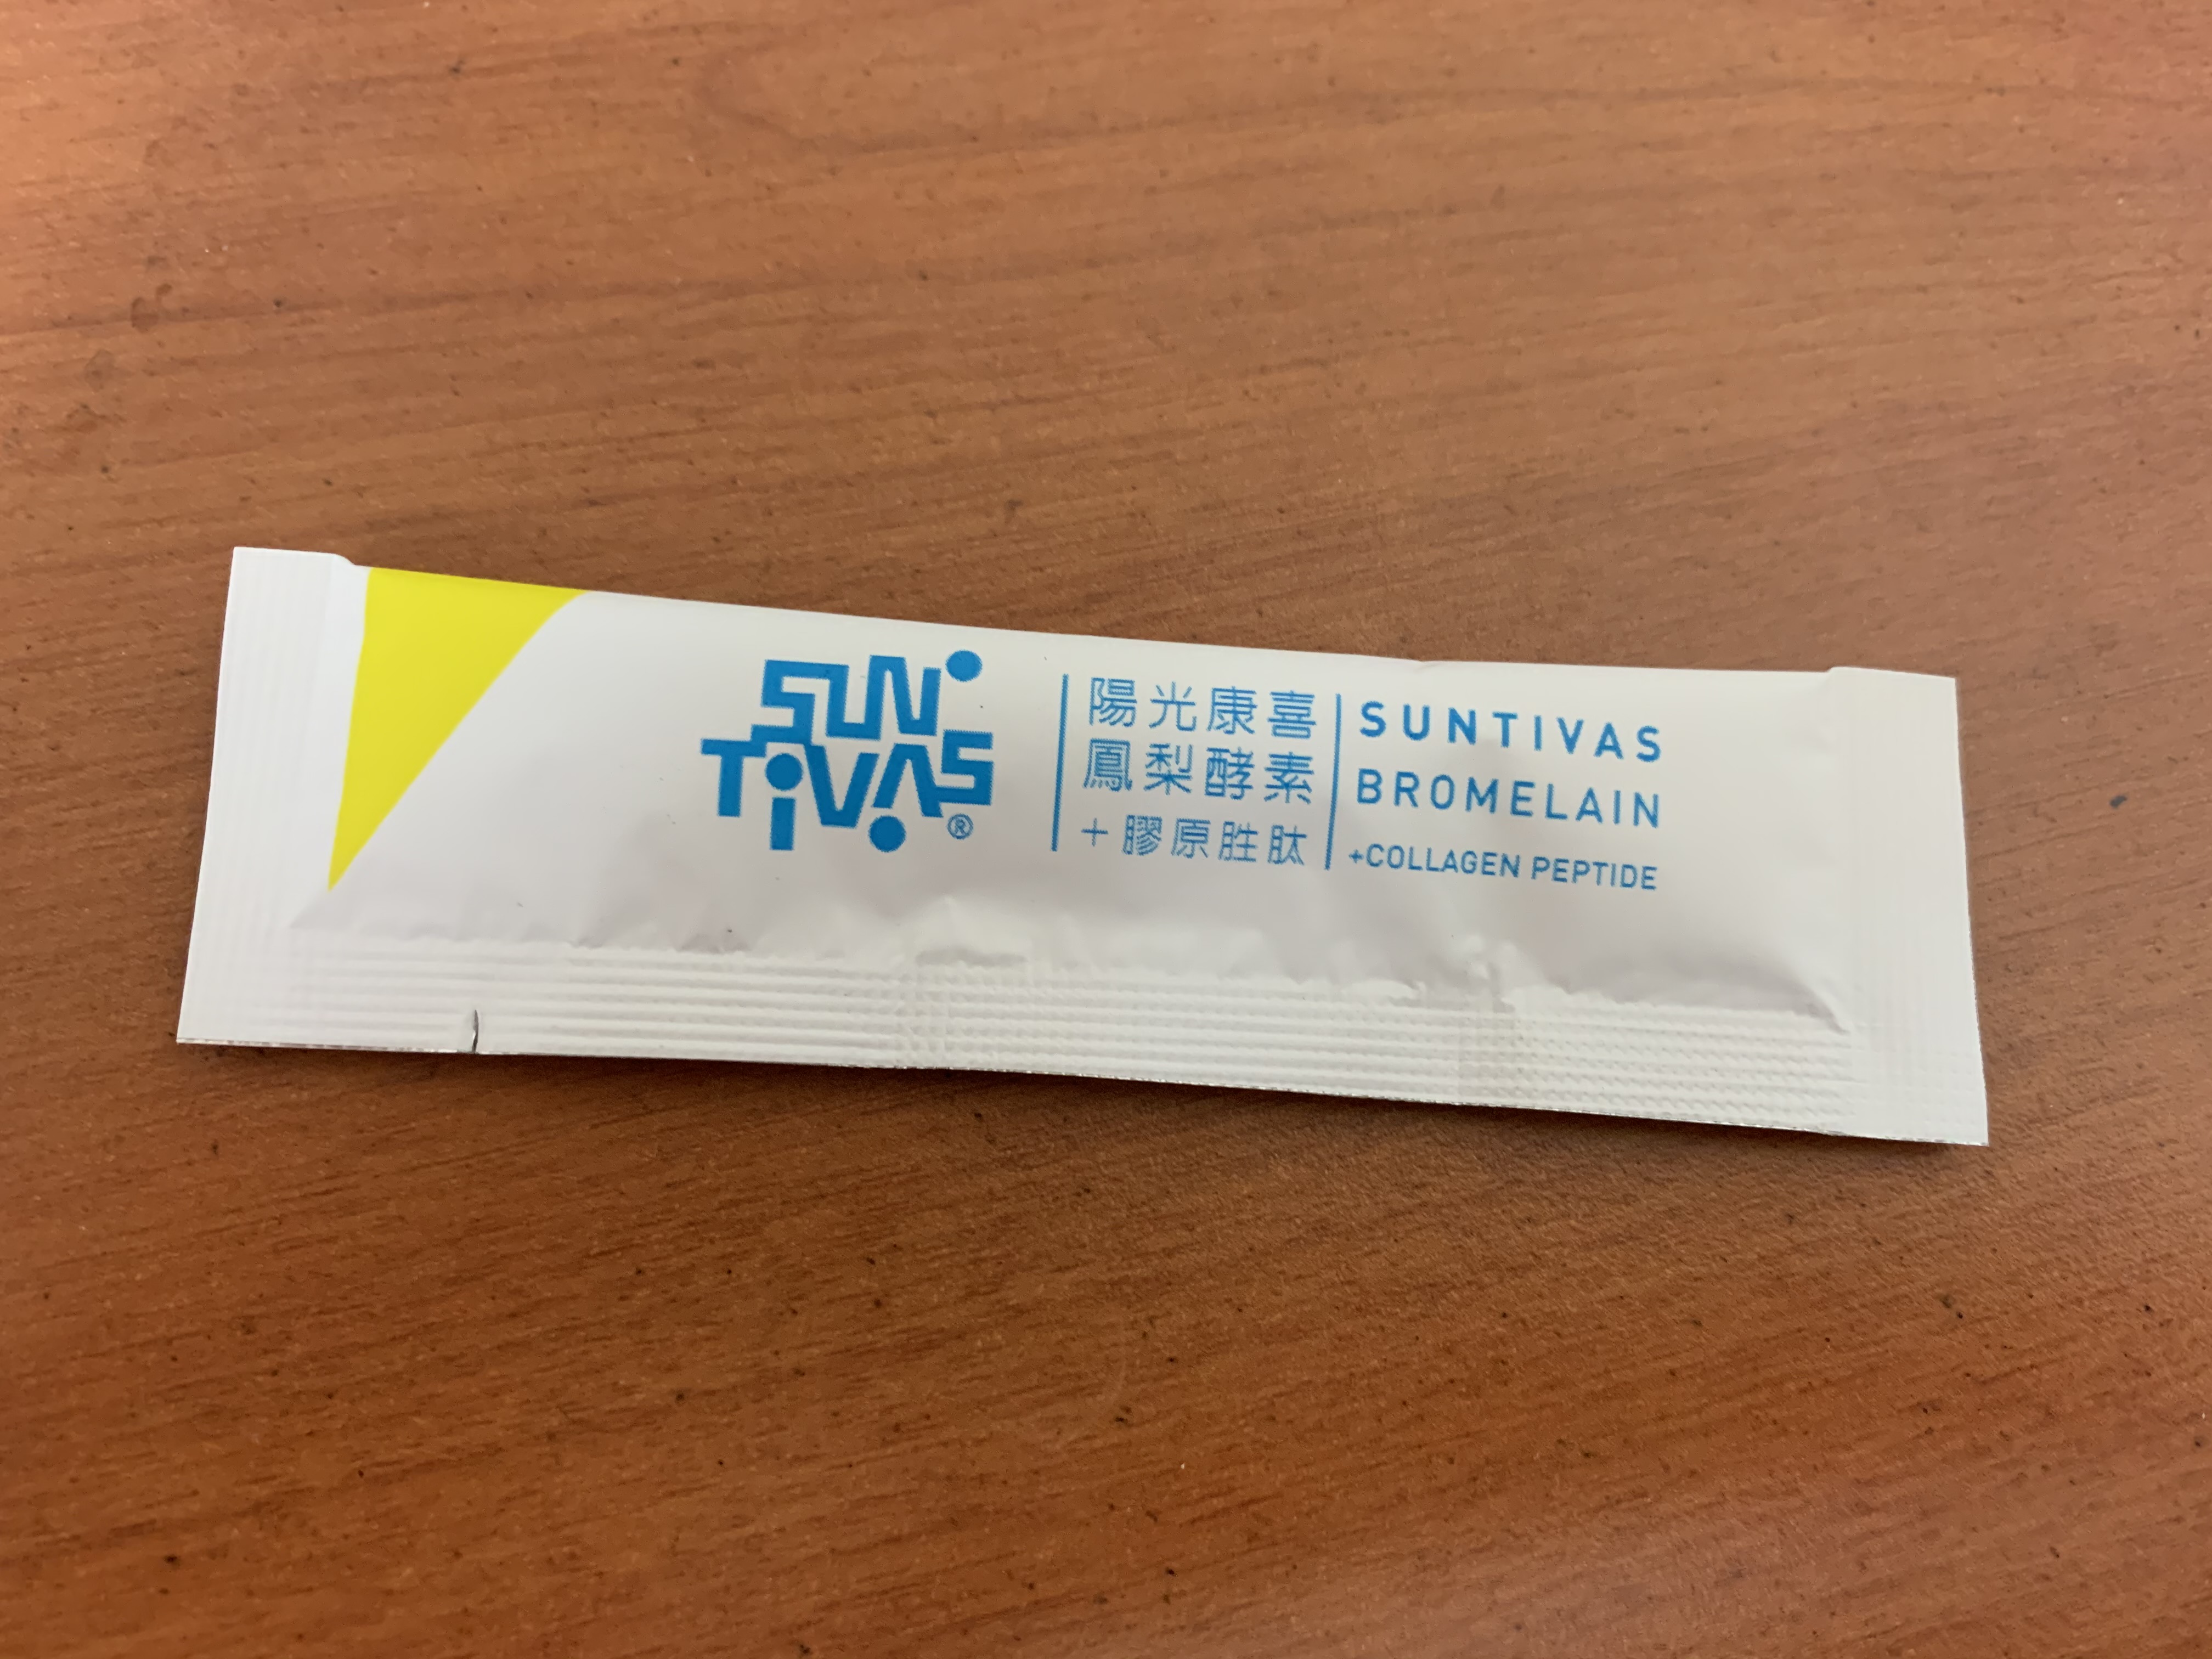 SUN
TiVAS®
陽光康喜
鳳梨酵素
+膠原胜肽
SUNTIVAS
BROMELAIN
+COLLAGEN PEPTIDE